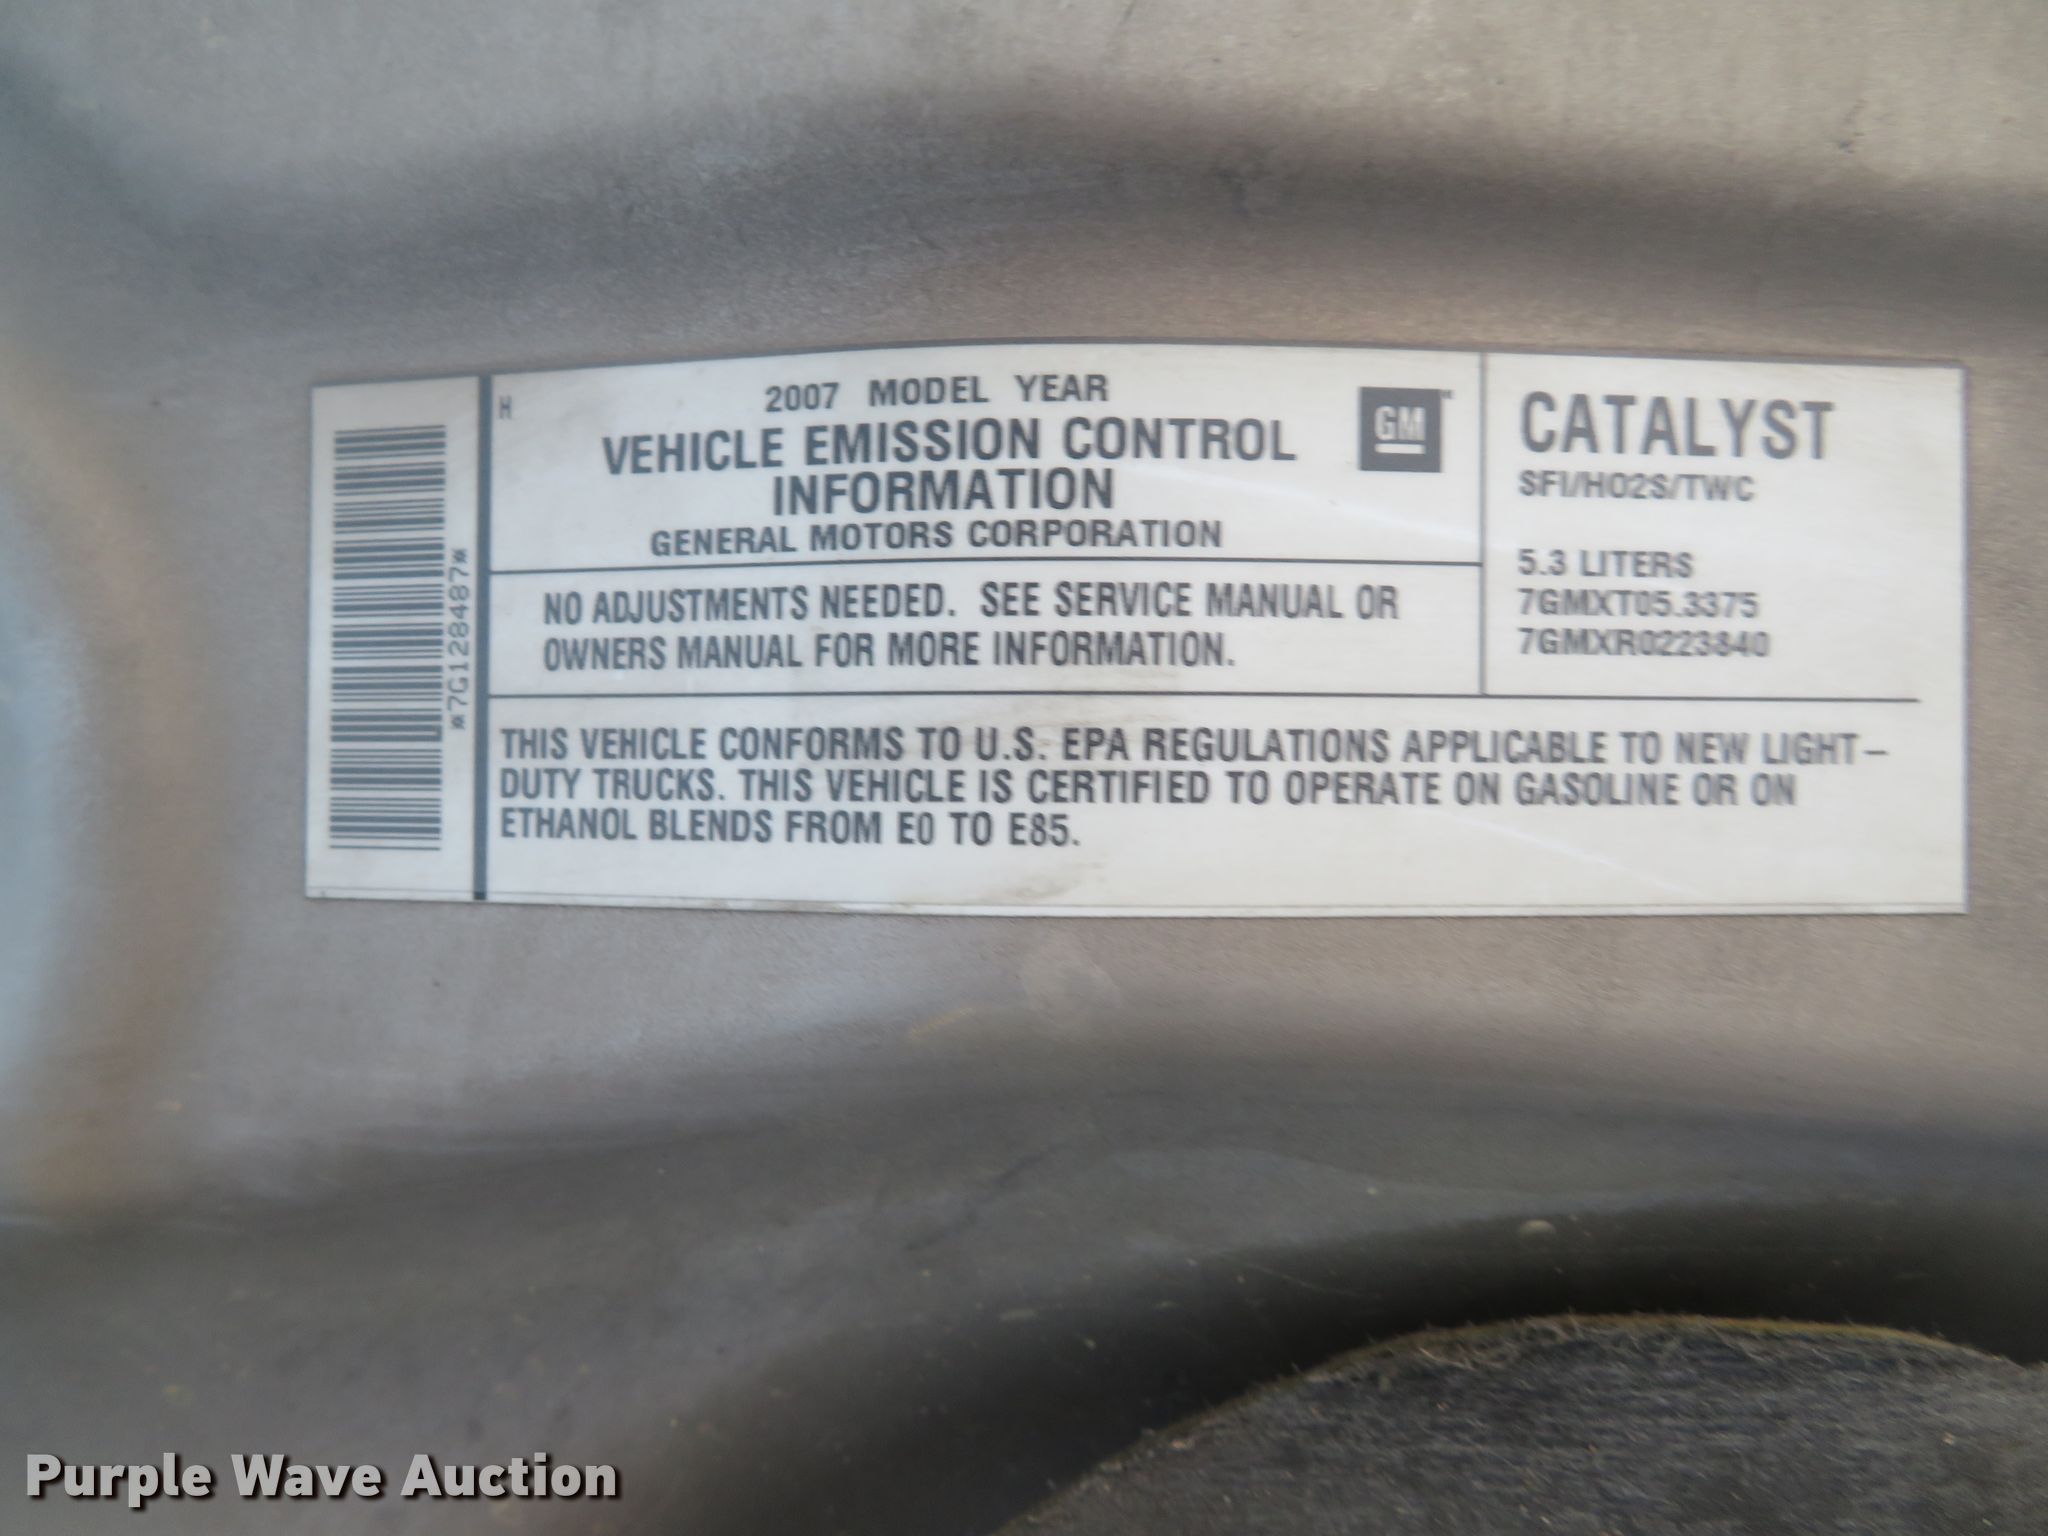 H
2007 MODEL YEAR
VEHICLE EMISSION CONTROL
INFORMATION
GENERAL MOTORS CORPORATION
GM
NO ADJUSTMENTS NEEDED. SEE SERVICE MANUAL OR
OWNERS MANUAL FOR MORE INFORMATION.
CATALYST
SFI/HO2S/TWC
5.3 LITERS
7GMXT05.3375
7GMXR0223840
THIS VEHICLE CONFORMS TO U.S. EPA REGULATIONS APPLICABLE TO NEW LIGHT-
DUTY TRUCKS. THIS VEHICLE IS CERTIFIED TO OPERATE ON GASOLINE OR ON
ETHANOL BLENDS FROM E0 TO E85.
*7G128487*
Purple Wave Auction